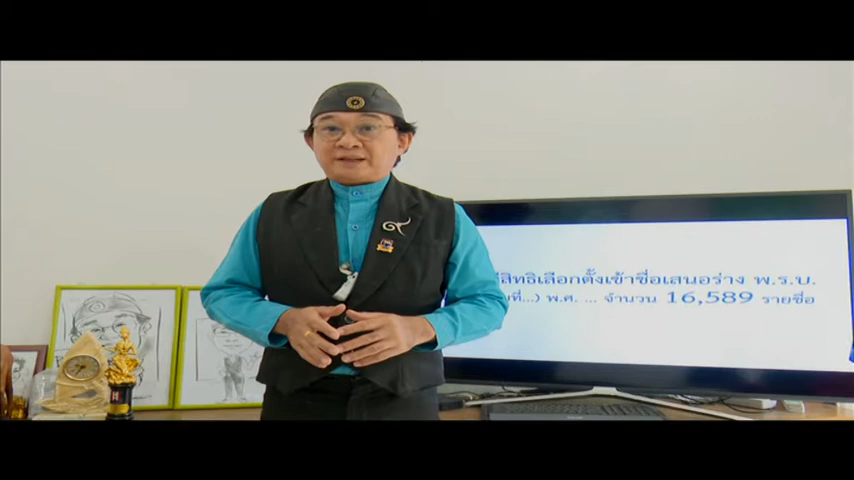 สิทธิเลือกตั้งเข้าชื่อเสนอร่าง พ.ร.บ.
ที่...) พ.ศ. ... จำนวน 16,589 รายชื่อ